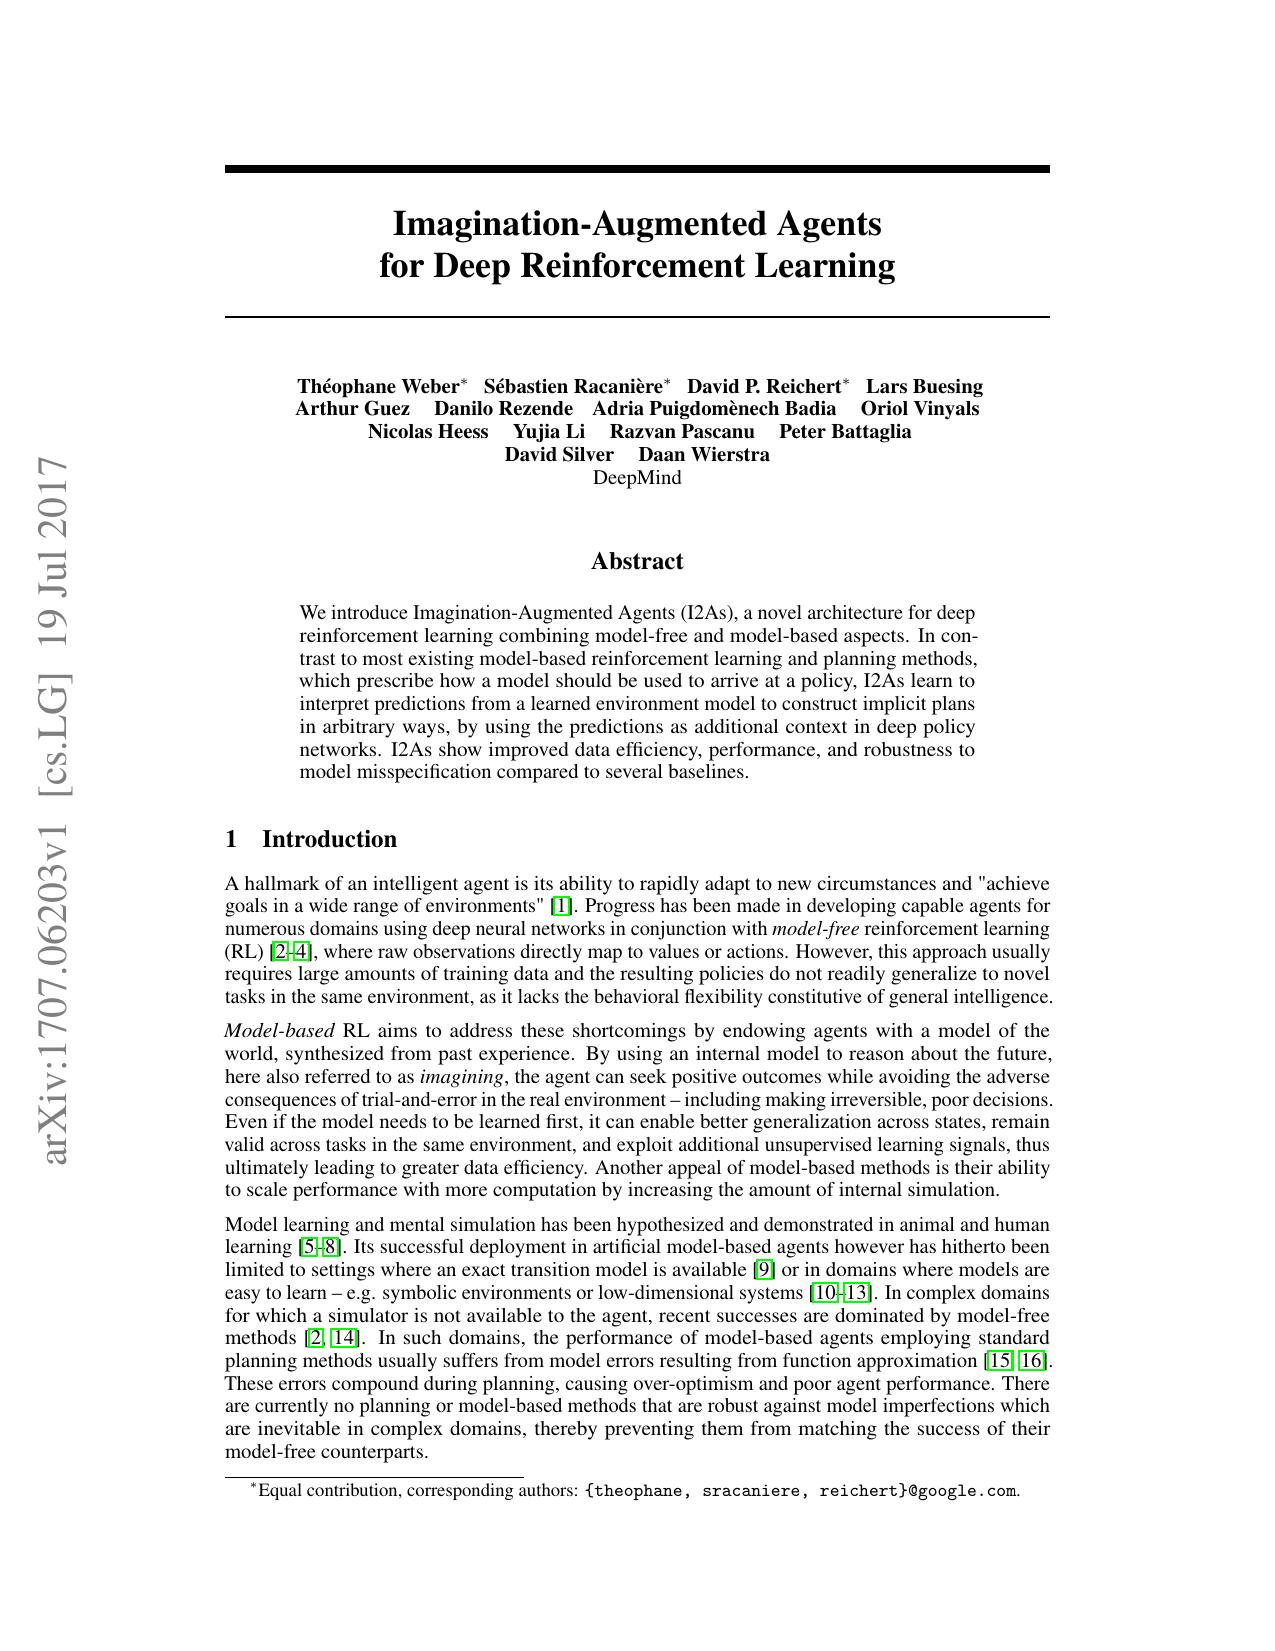 Imagination-Augmented Agents
for Deep Reinforcement Learning
Théophane Weber* Sébastien Racanière* David P. Reichert* Lars Buesing
Arthur Guez Danilo Rezende Adria Puigdomènech Badia Oriol Vinyals
Nicolas Heess Yujia Li Razvan Pascanu Peter Battaglia
David Silver Daan Wierstra
DeepMind
Abstract
We introduce Imagination-Augmented Agents (I2As), a novel architecture for deep
reinforcement learning combining model-free and model-based aspects. In con-
trast to most existing model-based reinforcement learning and planning methods,
which prescribe how a model should be used to arrive at a policy, I2As learn to
interpret predictions from a learned environment model to construct implicit plans
in arbitrary ways, by using the predictions as additional context in deep policy
networks. I2As show improved data efficiency, performance, and robustness to
model misspecification compared to several baselines.
1 Introduction
A hallmark of an intelligent agent is its ability to rapidly adapt to new circumstances and "achieve
goals in a wide range of environments" [1]. Progress has been made in developing capable agents for
numerous domains using deep neural networks in conjunction with model-free reinforcement learning
(RL) [2–4], where raw observations directly map to values or actions. However, this approach usually
requires large amounts of training data and the resulting policies do not readily generalize to novel
tasks in the same environment, as it lacks the behavioral flexibility constitutive of general intelligence.
Model-based RL aims to address these shortcomings by endowing agents with a model of the
world, synthesized from past experience. By using an internal model to reason about the future,
here also referred to as imagining, the agent can seek positive outcomes while avoiding the adverse
consequences of trial-and-error in the real environment – including making irreversible, poor decisions.
Even if the model needs to be learned first, it can enable better generalization across states, remain
valid across tasks in the same environment, and exploit additional unsupervised learning signals, thus
ultimately leading to greater data efficiency. Another appeal of model-based methods is their ability
to scale performance with more computation by increasing the amount of internal simulation.
Model learning and mental simulation has been hypothesized and demonstrated in animal and human
learning [5–8]. Its successful deployment in artificial model-based agents however has hitherto been
limited to settings where an exact transition model is available [9] or in domains where models are
easy to learn – e.g. symbolic environments or low-dimensional systems [10–13]. In complex domains
for which a simulator is not available to the agent, recent successes are dominated by model-free
methods [2, 14]. In such domains, the performance of model-based agents employing standard
planning methods usually suffers from model errors resulting from function approximation [15, 16].
These errors compound during planning, causing over-optimism and poor agent performance. There
are currently no planning or model-based methods that are robust against model imperfections which
are inevitable in complex domains, thereby preventing them from matching the success of their
model-free counterparts.
*Equal contribution, corresponding authors: {theophane, sracaniere, reichert}@google.com.
arXiv:1707.06203v1 [cs.LG] 19 Jul 2017